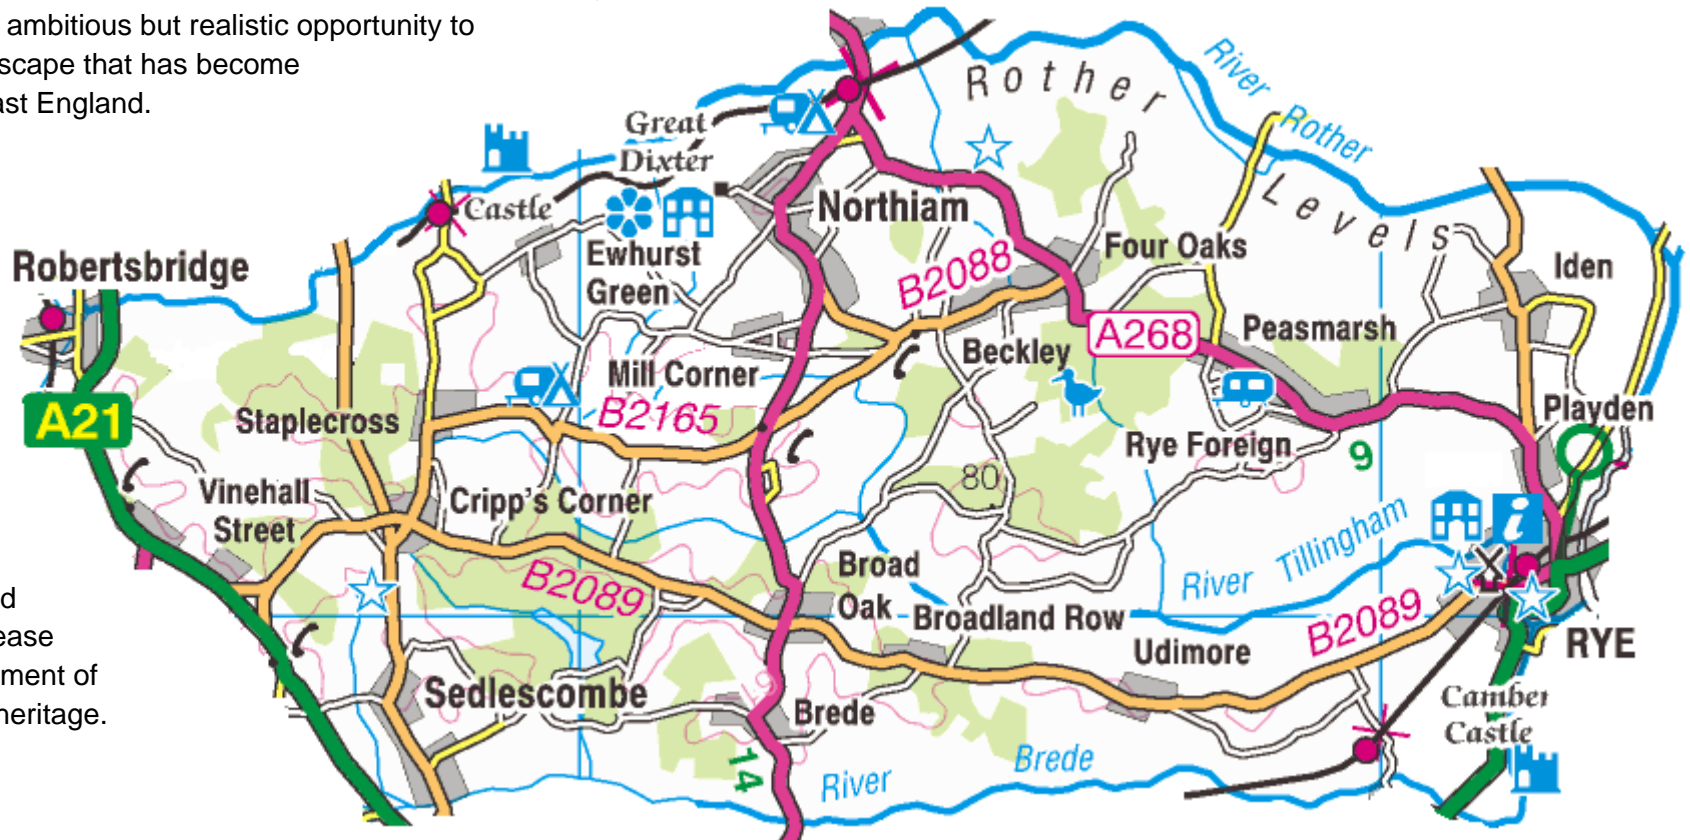 ambitious but realistic opportunity to
scape that has become
ast England.
Rother
River
Rother
Levels
Great
Dixter
Castle
Northiam
Ewhurst
Green
Four Oaks
Robertsbridge
B2088
Iden
A268
Peasmarsh
Beckley
Mill Corner
B2165
Staplecross
A21
Playden
Rye Foreign
9
80
Vinehall
Street
Cripp's Corner
River Tillingham
i
B2089
Broad
Oak
Broadland Row
B2089
Udimore
RYE
d
ease
ment of
heritage.
Sedlescombe
61
Brede
Camber
Castle
14
River Brede